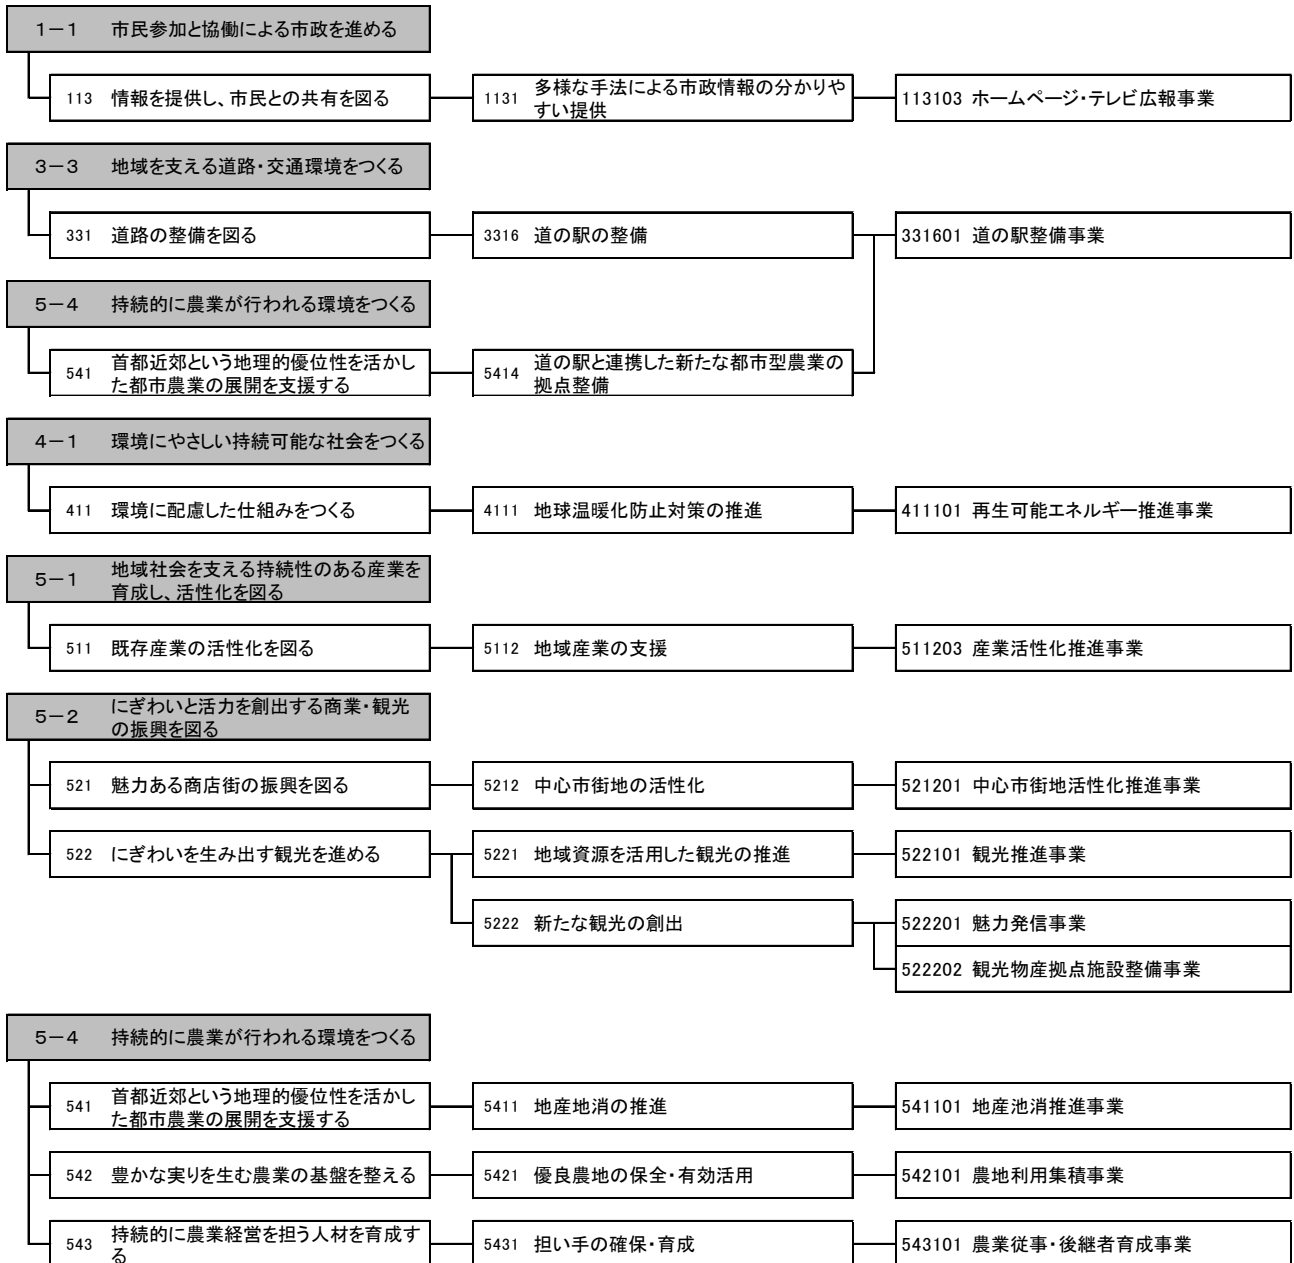 1－1 市民参加と協働による市政を進める
113 情報を提供し、市民との共有を図る
1131 多様な手法による市政情報の分かりや
すい提供
113103 ホームページ・テレビ広報事業
3－3 地域を支える道路・交通環境をつくる
331 道路の整備を図る
3316 道の駅の整備
331601 道の駅整備事業
5－4 持続的に農業が行われる環境をつくる
541 首都近郊という地理的優位性を活かし
た都市農業の展開を支援する
5414 道の駅と連携した新たな都市型農業の
拠点整備
4－1 環境にやさしい持続可能な社会をつくる
411 環境に配慮した仕組みをつくる
4111 地球温暖化防止対策の推進
411101 再生可能エネルギー推進事業
5－1 地域社会を支える持続性のある産業を
育成し、活性化を図る
511 既存産業の活性化を図る
5112 地域産業の支援
511203 産業活性化推進事業
5－2 にぎわいと活力を創出する商業・観光
の振興を図る
521 魅力ある商店街の振興を図る
5212 中心市街地の活性化
521201 中心市街地活性化推進事業
522 にぎわいを生み出す観光を進める
5221 地域資源を活用した観光の推進
522101 観光推進事業
5222 新たな観光の創出
522201 魅力発信事業
522202 観光物産拠点施設整備事業
5－4 持続的に農業が行われる環境をつくる
541 首都近郊という地理的優位性を活かし
た都市農業の展開を支援する
5411 地産地消の推進
541101 地産池消推進事業
542 豊かな実りを生む農業の基盤を整える
5421 優良農地の保全・有効活用
542101 農地利用集積事業
543 持続的に農業経営を担う人材を育成す
る
5431 担い手の確保・育成
543101 農業従事・後継者育成事業